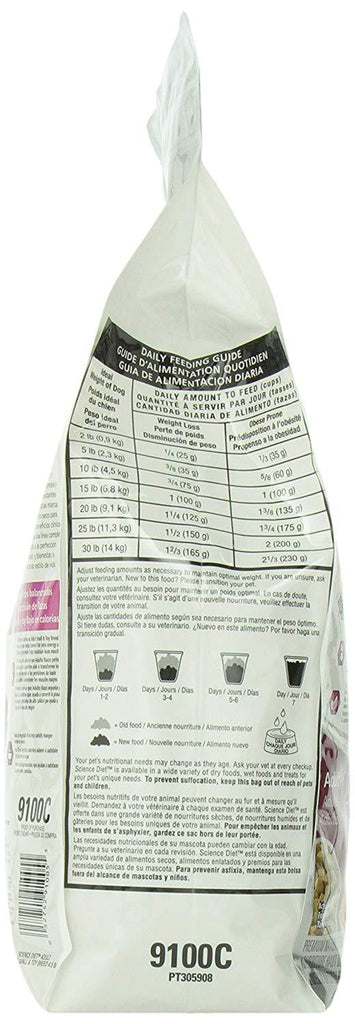 DAILY FEEDING GUIDE
GUIDE D'ALIMENTATION QUOTIDIEN
GUIA DE ALIMENTACIÓN DIARIA
Ideal Weight of Dog
Poids idéal du chien
Peso ideal del perro
DAILY AMOUNT TO FEED (cups)
QUANTITÉ À SERVIR PAR JOUR (tasses)
CANTIDAD DIARIA DE ALIMENTO (tazas)
Weight Loss
Perte de poids
Disminución de peso
Obese Prone
Prédisposition à l'obésité
Propenso a la obesidad
2 lb (0,9 kg) 1/4 (25 g) 1/3 (35 g)
5 lb (2,3 kg) 3/8 (35 g) 5/8 (60 g)
10 lb (4,5 kg) 3/4 (75 g) 1 (100 g)
15 lb (6,8 kg) 1 (100 g) 1 3/8 (135 g)
20 lb (9,1 kg) 1 1/4 (125 g) 1 3/4 (175 g)
25 lb (11,3 kg) 1 1/2 (150 g) 2 (200 g)
30 lb (14 kg) 1 2/3 (165 g) 2 1/3 (230 g)
Adjust feeding amounts as necessary to maintain optimal weight. If you are unsure, ask
your veterinarian. New to this food? Please transition your pet.
Ajustez les quantités au besoin pour maintenir un poids optimal. En cas de doute,
consultez votre vétérinaire. S'il s'agit d'une nouvelle nourriture, veuillez effectuer la
transition de votre animal.
Ajuste las cantidades de alimento según sea necesario para mantener el peso óptimo.
Si tiene dudas, consulte a su veterinario. ¿Nuevo en este alimento? Por favor haga una
transición gradual.
Days / Jours / Días
1-2
Days / Jours / Días
3-4
Days / Jours / Días
5-6
Day / Jour / Día
7
= Old food / Ancienne nourriture / Alimento anterior
= New food / Nouvelle nourriture / Alimento nuevo
DAILY
CHAQUE JOUR
DIARIO
Your pet's nutritional needs may change as they age. Ask your vet at every checkup.
Science Diet™ is available in a wide variety of dry foods, wet foods and treats for
your pet's needs. To prevent suffocation, keep this bag out of reach of pets
and children.
Les besoins nutritifs de votre animal peuvent changer au fur et à mesure qu'il
vieillit. Demandez à votre vétérinaire à chaque examen de santé. Science Diet™ est
offerte dans une grande variété de nourritures sèches, de nourritures humides et de
gâteries pour les besoins de votre animal. Pour empêcher les animaux et
les enfants de s'asphyxier, gardez ce sac hors de leur portée.
Las necesidades nutricionales de su mascota pueden cambiar con la edad.
Pregunte a su veterinario en cada revisión. Science Diet™ está disponible en una
amplia variedad de alimentos secos, alimentos enlatados y premios para las
necesidades de su mascota. Para prevenir asfixia, mantenga esta bolsa
fuera del alcance de mascotas y niños.
9100C
PT305908
9100C
SCIENCE DIET® ADULT